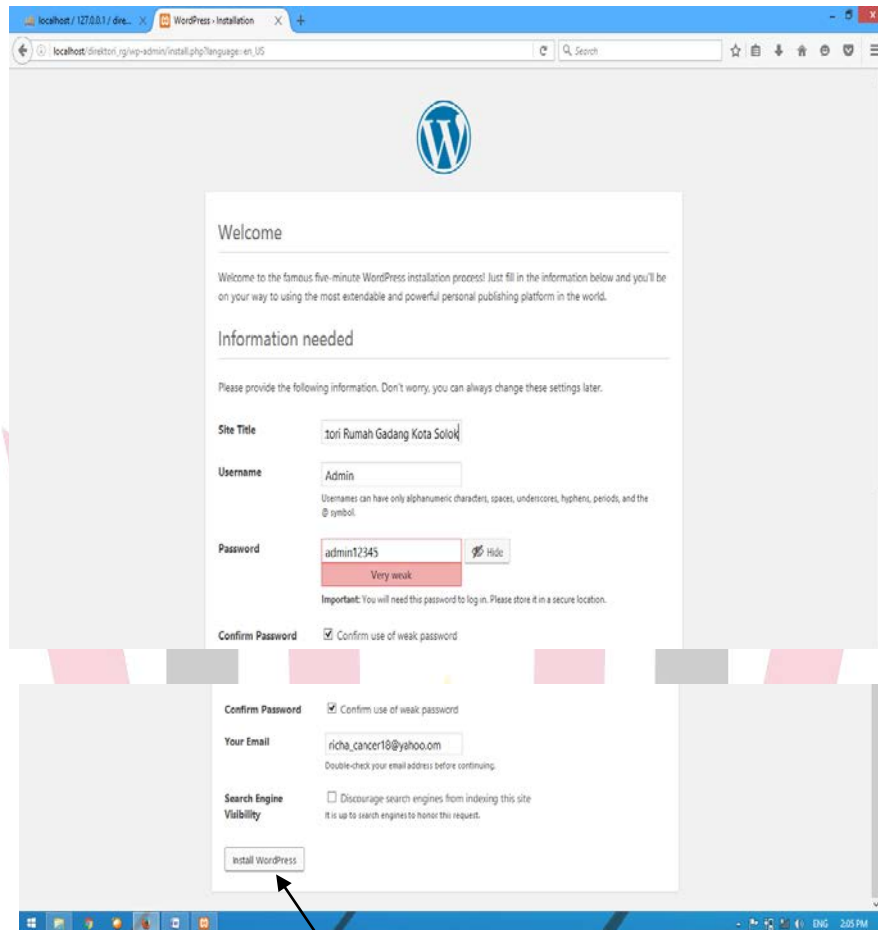 localhost / 127.0.0.1 / dire...
WordPress › Installation
localhost/direktori_rg/wp-admin/install.php?language=en_US
Search
Welcome
Welcome to the famous five-minute WordPress installation process! Just fill in the information below and you'll be
on your way to using the most extendable and powerful personal publishing platform in the world.
Information needed
Please provide the following information. Don't worry, you can always change these settings later.
Site Title
tori Rumah Gadang Kota Solok
Username
Admin
Usernames can have only alphanumeric characters, spaces, underscores, hyphens, periods, and the
@ symbol.
Password
admin12345
Hide
Very weak
Important: You will need this password to log in. Please store it in a secure location.
Confirm Password
Confirm use of weak password
Confirm Password
Confirm use of weak password
Your Email
richa_cancer18@yahoo.om
Double-check your email address before continuing.
Search Engine
Visibility
Discourage search engines from indexing this site
It is up to search engines to honor this request.
Install WordPress
ENG
2:05 PM